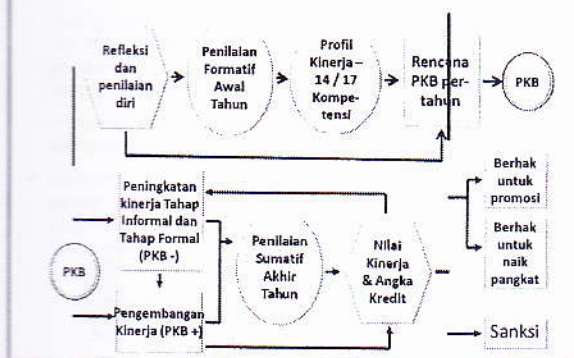 Refleksi
dan
penilaian
diri
Penilaian
Formatif
Awal
Tahun
Profil
Kinerja –
14 / 17
Kompe-
tensi
Rencana
PKB per-
tahun
PKB
Peningkatan
kinerja Tahap
Informal dan
Tahap Formal
(PKB -)
PKB
Pengembangan
Kinerja (PKB +)
Penilaian
Sumatif
Akhir
Tahun
Nilai
Kinerja
& Angka
Kredit
Berhak
untuk
promosi
Berhak
untuk
naik
pangkat
Sanksi